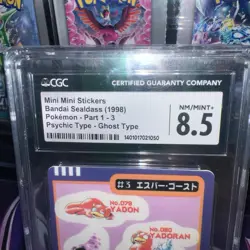 CGC
CERTIFIED GUARANTY COMPANY
Mini Mini Stickers
Bandai Sealdass (1998)
Pokémon - Part 1 - 3
Psychic Type - Ghost Type
NM/MINT+
8.5
1401017021050
#3 エスパー・ゴースト
No.079
YADON
No.080
YADORAN